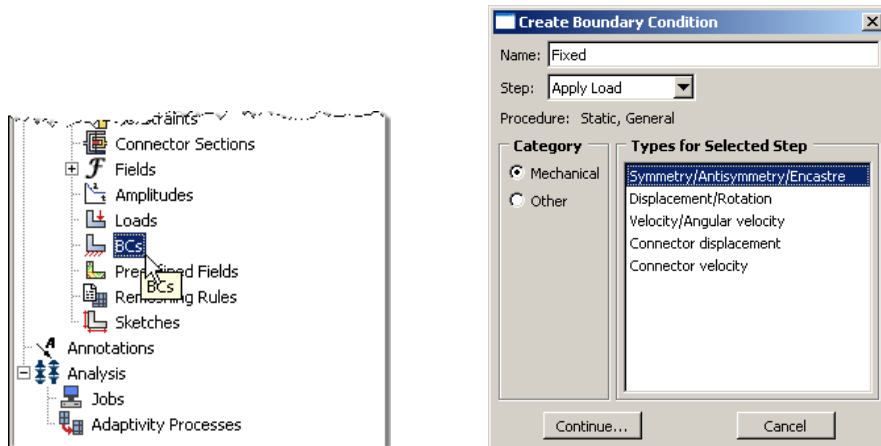 Connector Sections
Fields
Amplitudes
Loads
BCs
Fields
BCs
Rules
Sketches
Annotations
Analysis
Jobs
Adaptivity Processes
Create Boundary Condition
Name: Fixed
Step: Apply Load
Procedure: Static, General
Category
Mechanical
Other
Types for Selected Step
Symmetry/Antisymmetry/Encastre
Displacement/Rotation
Velocity/Angular velocity
Connector displacement
Connector velocity
Continue...
Cancel